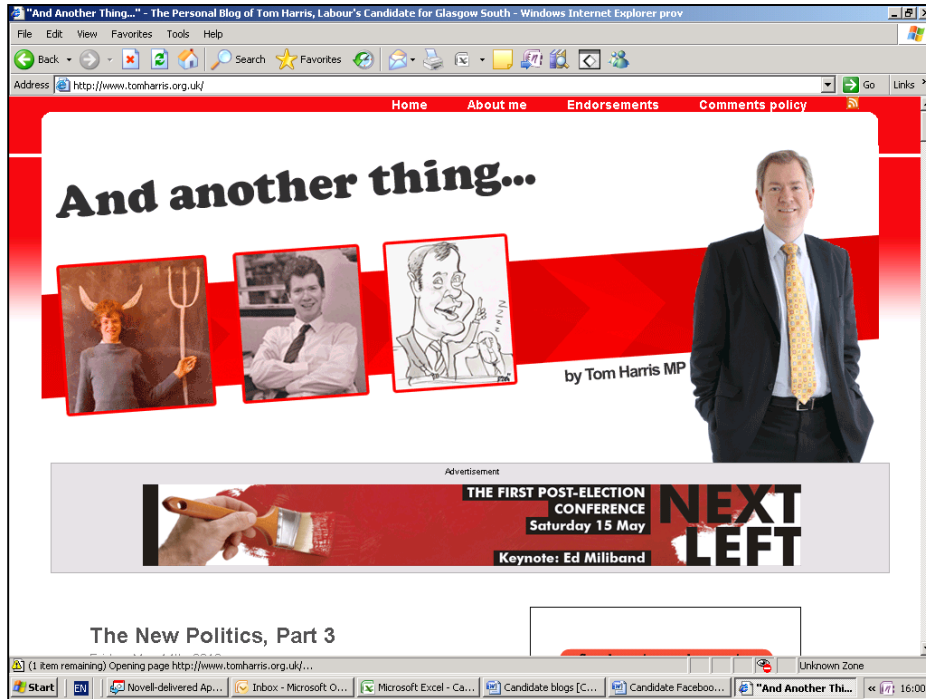 "And Another Thing..." - The Personal Blog of Tom Harris, Labour's Candidate for Glasgow South - Windows Internet Explorer prov
File Edit View Favorites Tools Help
Back Search Favorites
Address http://www.tomharris.org.uk/ Go Links
Home About me Endorsements Comments policy
And another thing...
by Tom Harris MP
Advertisement
THE FIRST POST-ELECTION
CONFERENCE
Saturday 15 May
Keynote: Ed Miliband
NEXT
LEFT
The New Politics, Part 3
(1 item remaining) Opening page http://www.tomharris.org.uk/... Unknown Zone
Start EN Novell-delivered Ap... Inbox - Microsoft O... Microsoft Excel - Ca... Candidate blogs [C... Candidate Faceboo... "And Another Thi... « 16:00